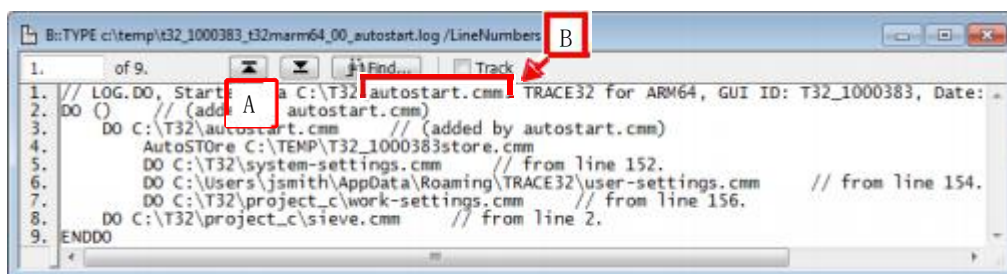 B::TYPE c:\temp\t32_1000383_t32marm64_00_autostart.log /LineNumbers
B
1. of 9. Find... Track
A
1. // LOG.DO, Starte a C:\T32 autostart.cmm TRACE32 for ARM64, GUI ID: T32_1000383, Date:
2. DO () // (adde autostart.cmm)
3. DO C:\T32\autostart.cmm // (added by autostart.cmm)
4. AutoSTOre C:\TEMP\T32_1000383store.cmm
5. DO C:\T32\system-settings.cmm // from line 152.
6. DO C:\Users\jsmith\AppData\Roaming\TRACE32\user-settings.cmm // from line 154.
7. DO C:\T32\project_c\work-settings.cmm // from line 156.
8. DO C:\T32\project_c\sieve.cmm // from line 2.
9. ENDDO